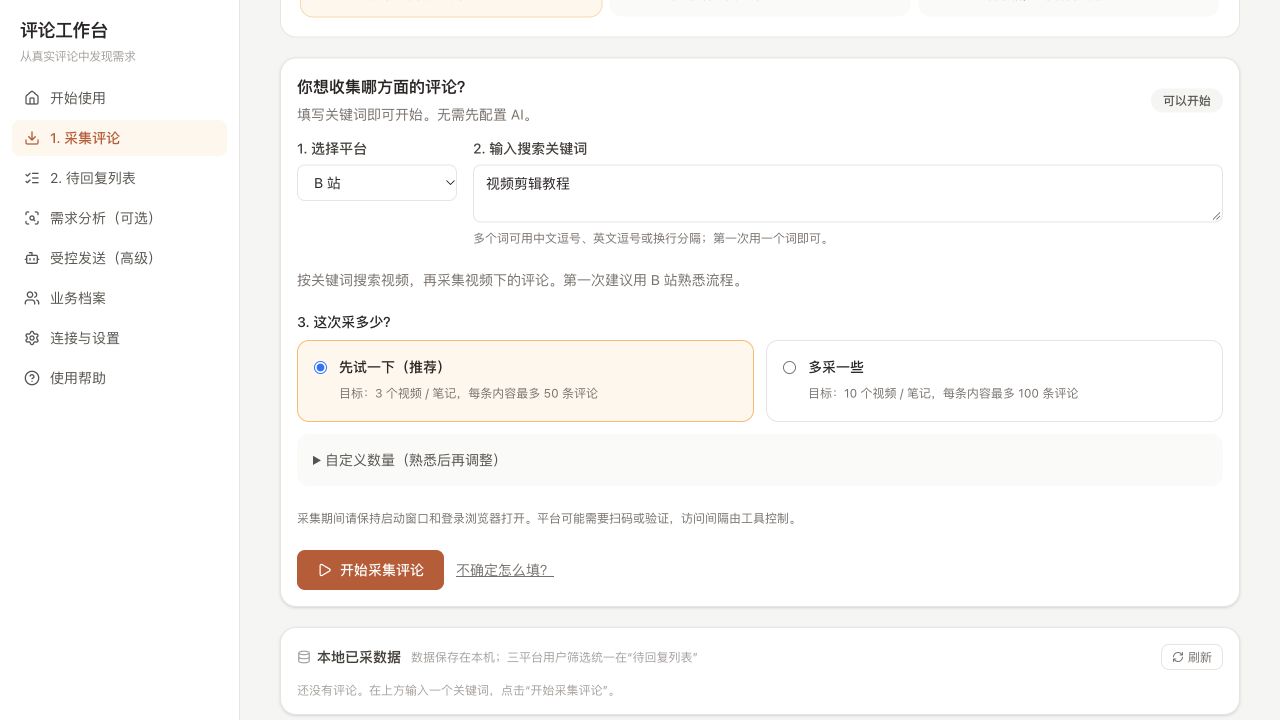 评论工作台
从真实评论中发现需求
开始使用
1. 采集评论
2. 待回复列表
需求分析（可选）
受控发送（高级）
业务档案
连接与设置
使用帮助
你想收集哪方面的评论?
填写关键词即可开始。无需先配置 AI。
可以开始
1. 选择平台
2. 输入搜索关键词
B 站
视频剪辑教程
多个词可用中文逗号、英文逗号或换行分隔；第一次用一个词即可。
按关键词搜索视频，再采集视频下的评论。第一次建议用 B 站熟悉流程。
3. 这次采多少?
先试一下（推荐）
目标：3 个视频 / 笔记，每条内容最多 50 条评论
多采一些
目标：10 个视频 / 笔记，每条内容最多 100 条评论
自定义数量（熟悉后再调整）
采集期间请保持启动窗口和登录浏览器打开。平台可能需要扫码或验证，访问间隔由工具控制。
开始采集评论
不确定怎么填？
本地已采数据
数据保存在本机；三平台用户筛选统一在“待回复列表”
刷新
还没有评论。在上方输入一个关键词，点击“开始采集评论”。